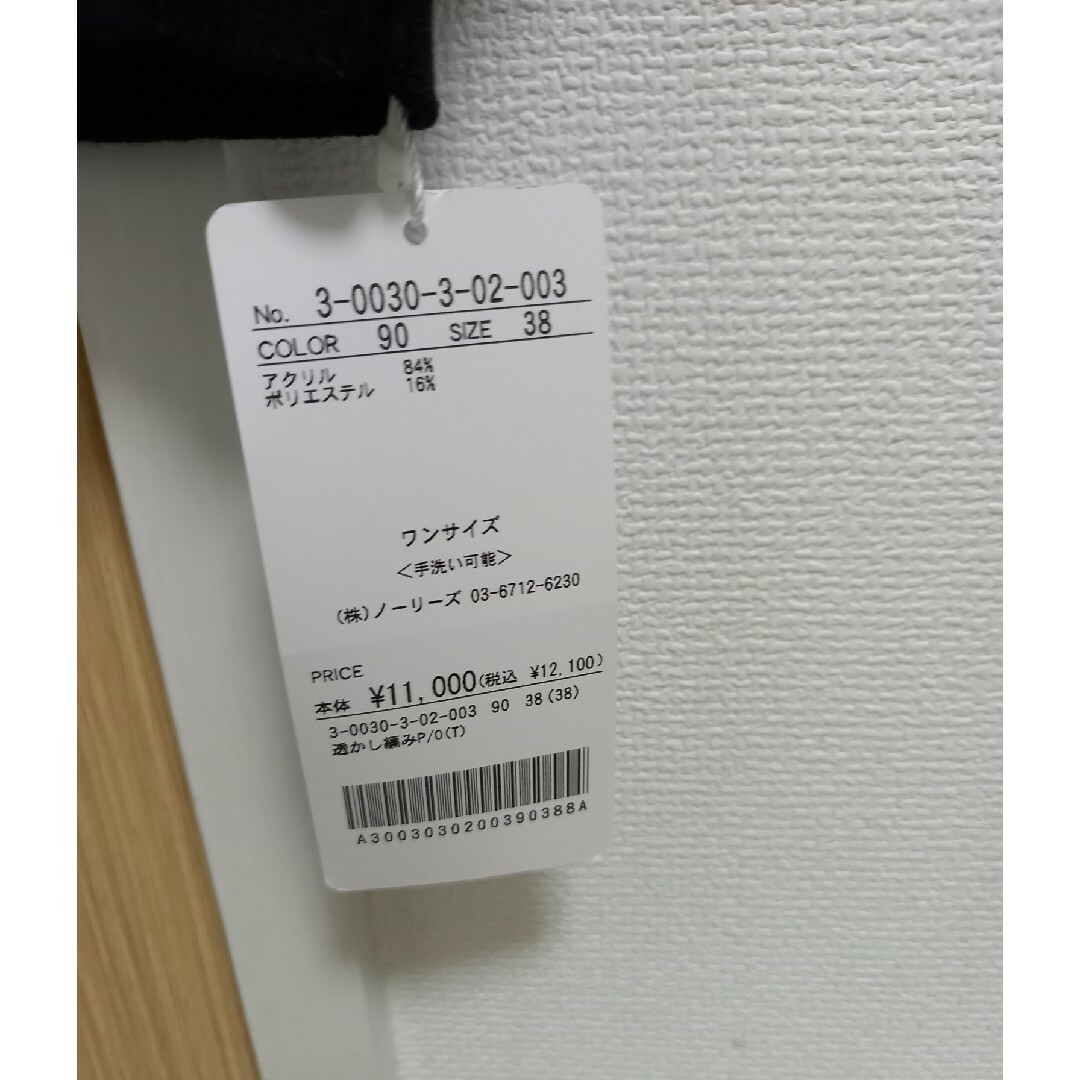 No. 3-0030-3-02-003
COLOR 90 SIZE 38
アクリル 84%
ポリエステル 16%
ワンサイズ
<手洗い可能>
(株)ノーリーズ 03-6712-6230
PRICE
本体 ¥11,000(税込 ¥12,100)
3-0030-3-02-003 90 38(38)
透かし編みP/O(T)
A3003030200390388A